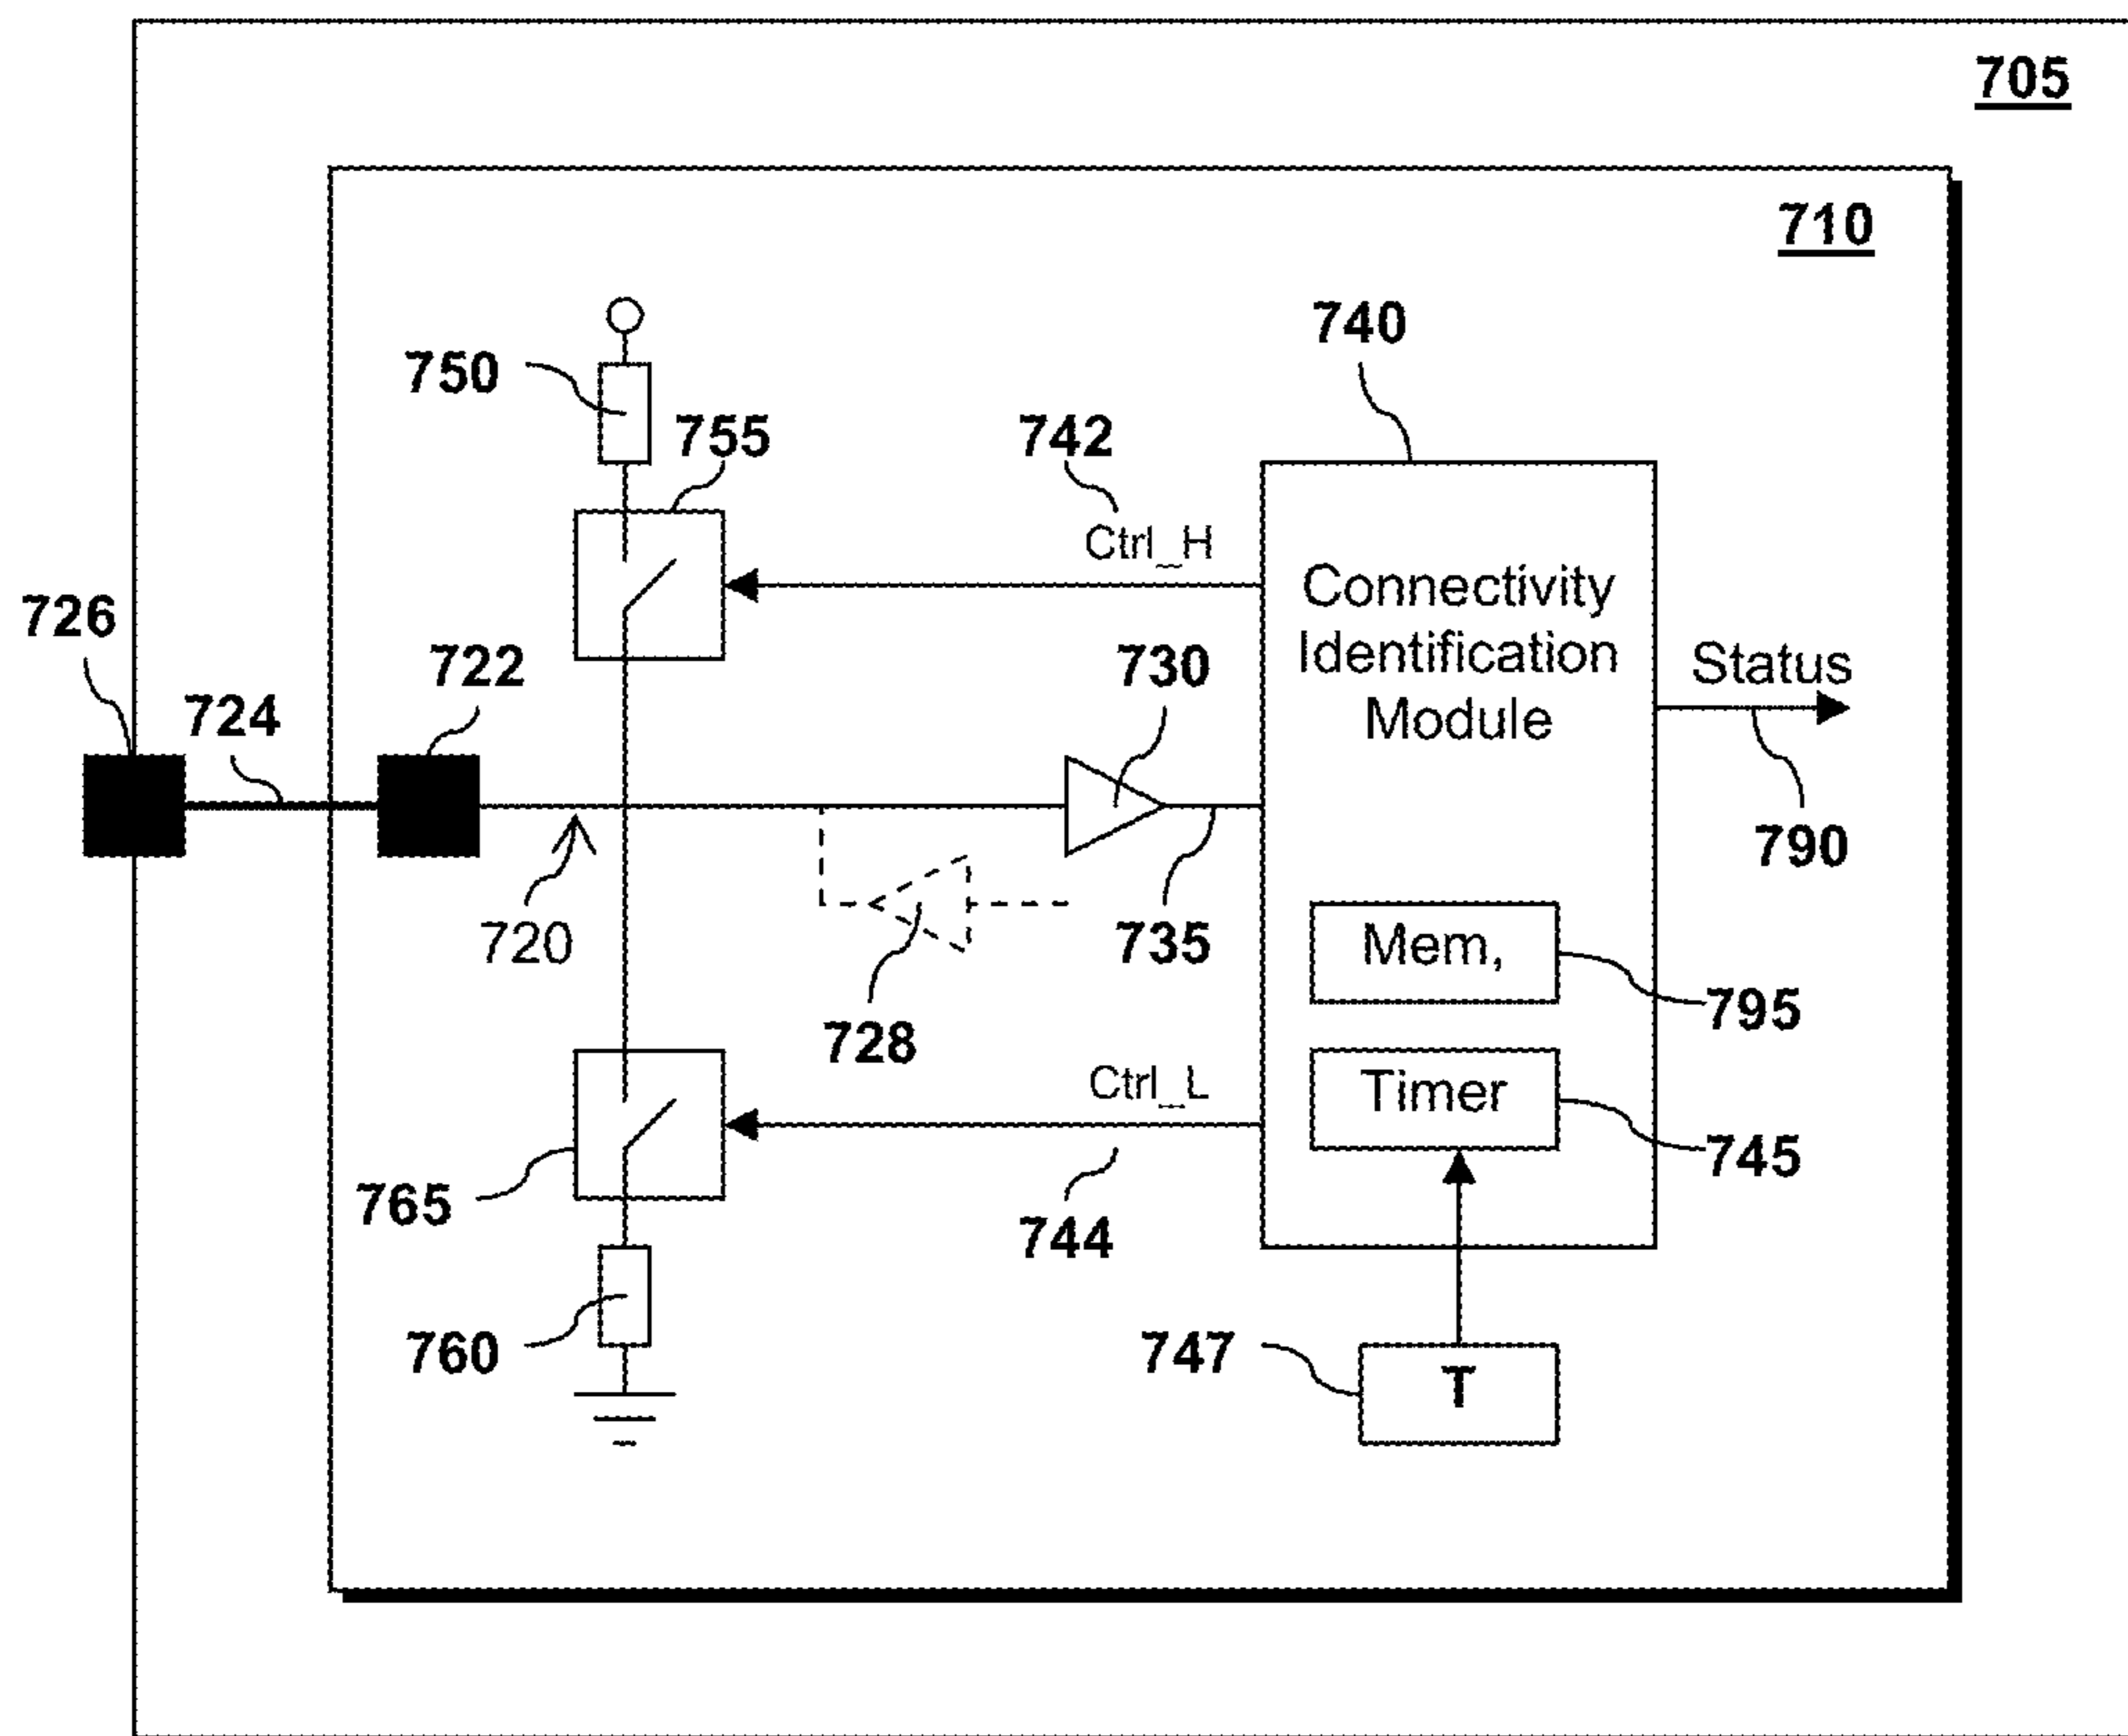 705
710
740
750
755
742
Ctrl_H
Connectivity
Identification
Module
726
722
730
Status
724
790
720
735
Mem,
728
795
Ctrl_L
Timer
745
765
744
760
747
T